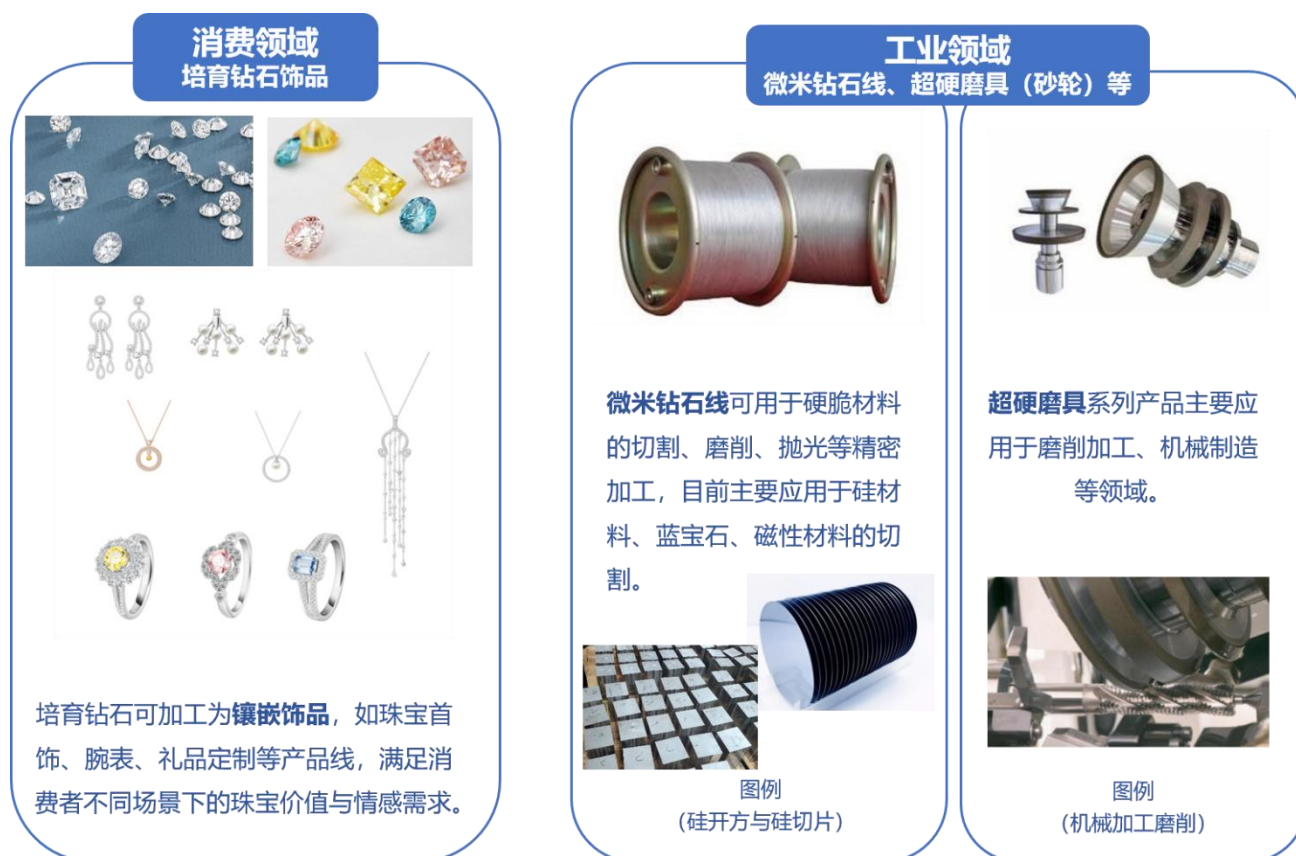 消费领域
培育钻石饰品
培育钻石可加工为镶嵌饰品，如珠宝首
饰、腕表、礼品定制等产品线，满足消
费者不同场景下的珠宝价值与情感需求。
工业领域
微米钻石线、超硬磨具（砂轮）等
微米钻石线可用于硬脆材料
的切割、磨削、抛光等精密
加工，目前主要应用于硅材
料、蓝宝石、磁性材料的切
割。
图例
（硅开方与硅切片）
超硬磨具系列产品主要应
用于磨削加工、机械制造
等领域。
图例
（机械加工磨削）